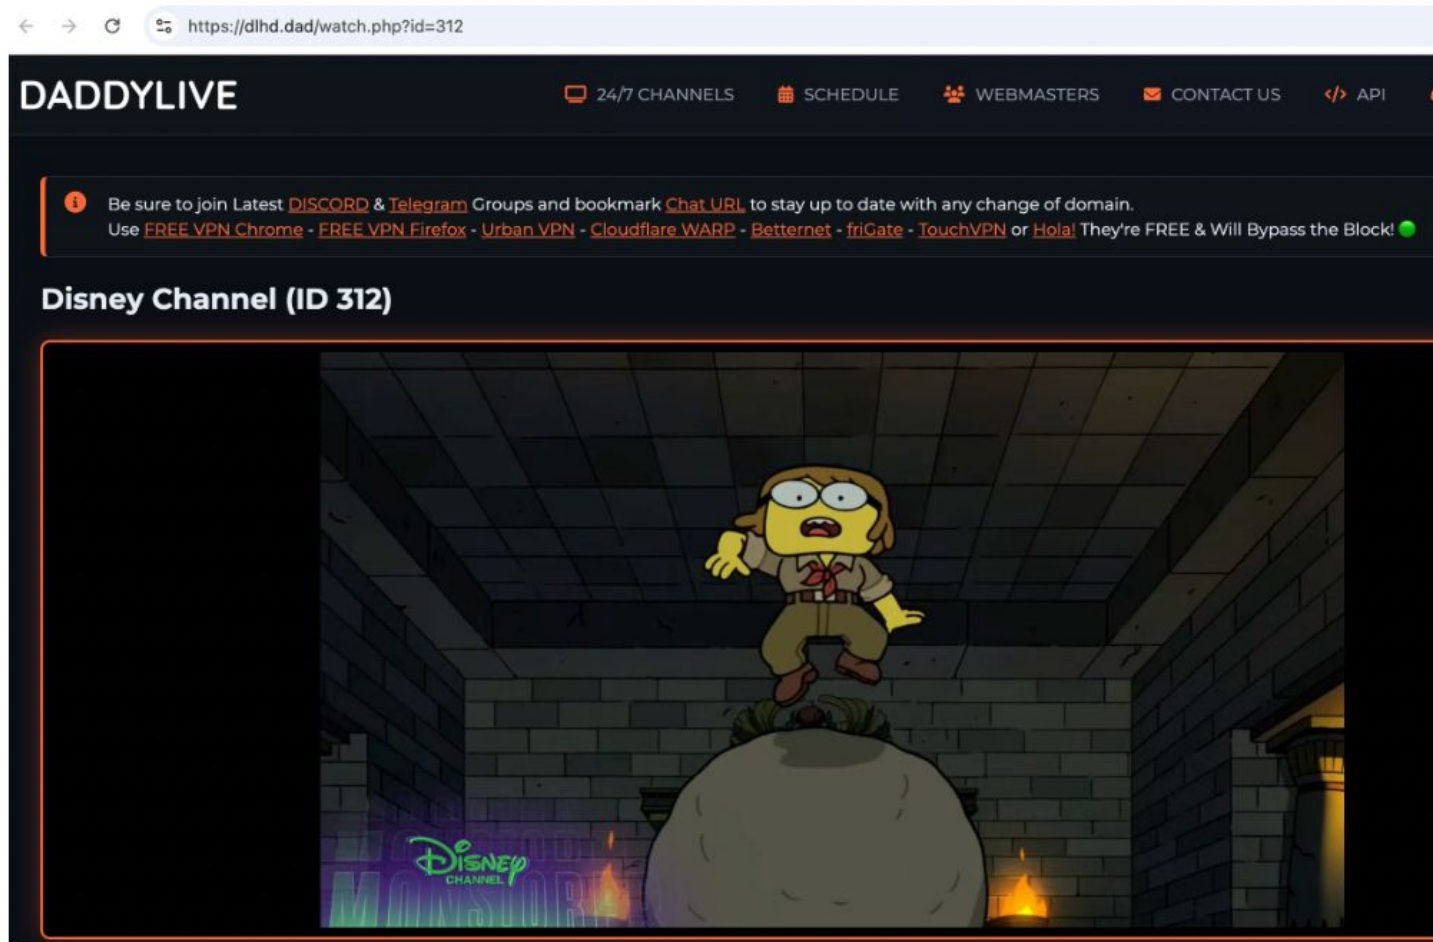 https://dlhd.dad/watch.php?id=312
DADDYLIVE
24/7 CHANNELS
SCHEDULE
WEBMASTERS
CONTACT US
</> API
Be sure to join Latest DISCORD & Telegram Groups and bookmark Chat URL to stay up to date with any change of domain.
Use FREE VPN Chrome - FREE VPN Firefox - Urban VPN - Cloudflare WARP - Betternet - friGate - TouchVPN or Hola! They're FREE & Will Bypass the Block!
Disney Channel (ID 312)
Disney
CHANNEL